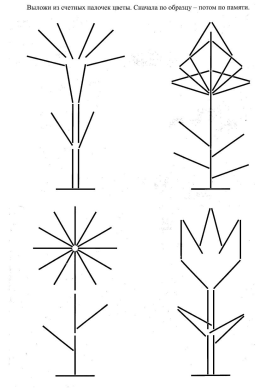 Выложи из счетных палочек цветы. Сначала по образцу – потом по памяти.